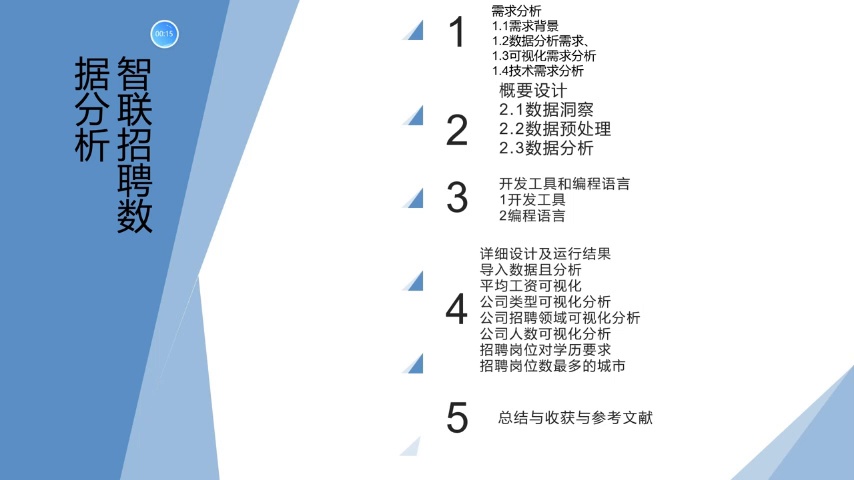 00:15
智联招聘数
据分析
1
需求分析
1.1需求背景
1.2数据分析需求、
1.3可视化需求分析
1.4技术需求分析
2
概要设计
2.1数据洞察
2.2数据预处理
2.3数据分析
3
开发工具和编程语言
1开发工具
2编程语言
4
详细设计及运行结果
导入数据且分析
平均工资可视化
公司类型可视化分析
公司招聘领域可视化分析
公司人数可视化分析
招聘岗位对学历要求
招聘岗位数最多的城市
5
总结与收获与参考文献